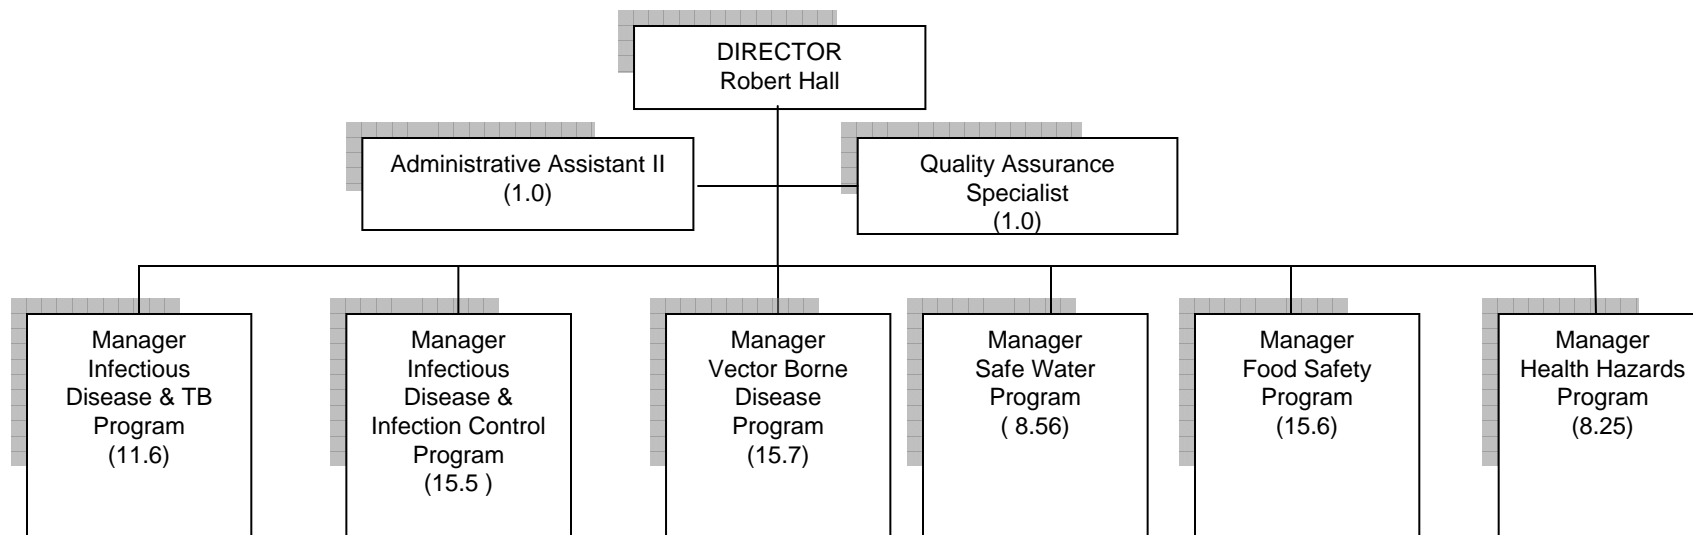 DIRECTOR
Robert Hall
Administrative Assistant II
(1.0)
Quality Assurance
Specialist
(1.0)
Manager
Infectious
Disease & TB
Program
(11.6)
Manager
Infectious
Disease &
Infection Control
Program
(15.5 )
Manager
Vector Borne
Disease
Program
(15.7)
Manager
Safe Water
Program
( 8.56)
Manager
Food Safety
Program
(15.6)
Manager
Health Hazards
Program
(8.25)